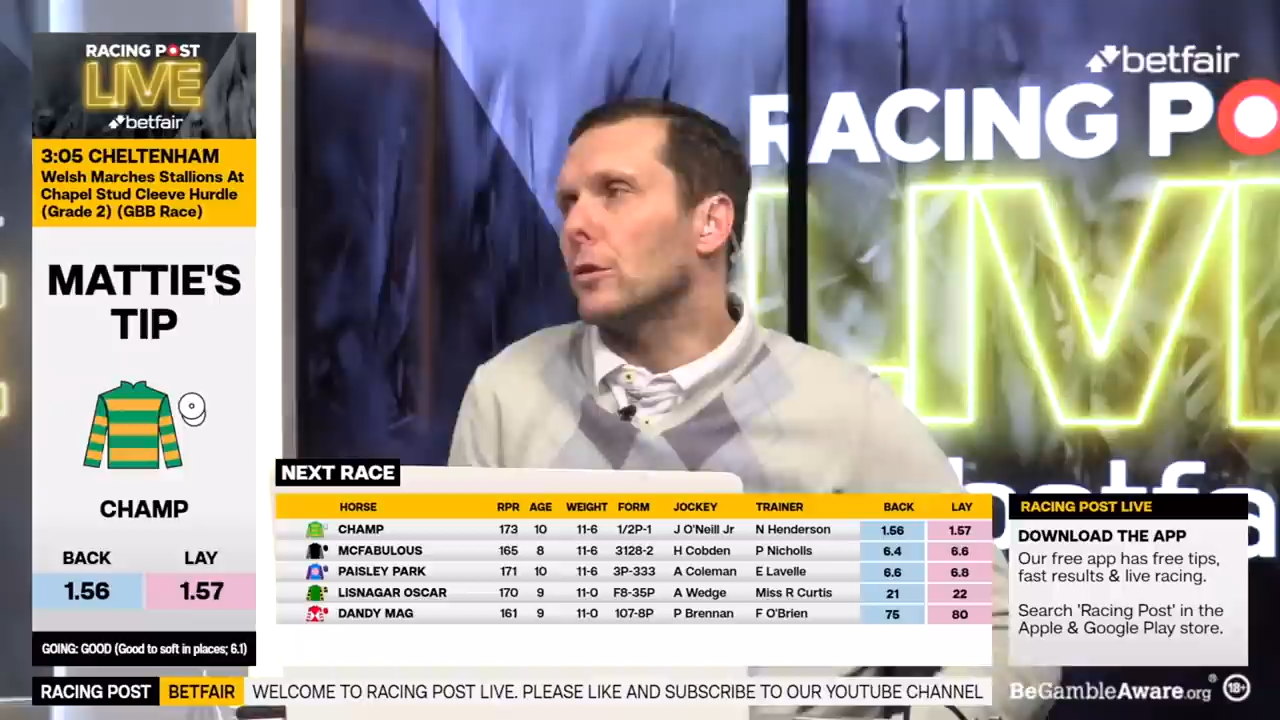 RACING POST
LIVE
betfair
3:05 CHELTENHAM
Welsh Marches Stallions At
Chapel Stud Cleeve Hurdle
(Grade 2) (GBB Race)
MATTIE'S
TIP
CHAMP
BACK LAY
1.56 1.57
GOING: GOOD (Good to soft in places; 6.1)
betfair
RACING PO
LIV
betfa
NEXT RACE
HORSE RPR AGE WEIGHT FORM JOCKEY TRAINER BACK LAY
CHAMP 173 10 11-6 1/2P-1 J O'Neill Jr N Henderson 1.56 1.57
MCFABULOUS 165 8 11-6 3128-2 H Cobden P Nicholls 6.4 6.6
PAISLEY PARK 171 10 11-6 3P-333 A Coleman E Lavelle 6.6 6.8
LISNAGAR OSCAR 170 9 11-0 F8-35P A Wedge Miss R Curtis 21 22
DANDY MAG 161 9 11-0 107-8P P Brennan F O'Brien 75 80
RACING POST LIVE
DOWNLOAD THE APP
Our free app has free tips,
fast results & live racing.
Search 'Racing Post' in the
Apple & Google Play store.
RACING POST BETFAIR WELCOME TO RACING POST LIVE. PLEASE LIKE AND SUBSCRIBE TO OUR YOUTUBE CHANNEL
BeGambleAware.org® 18+